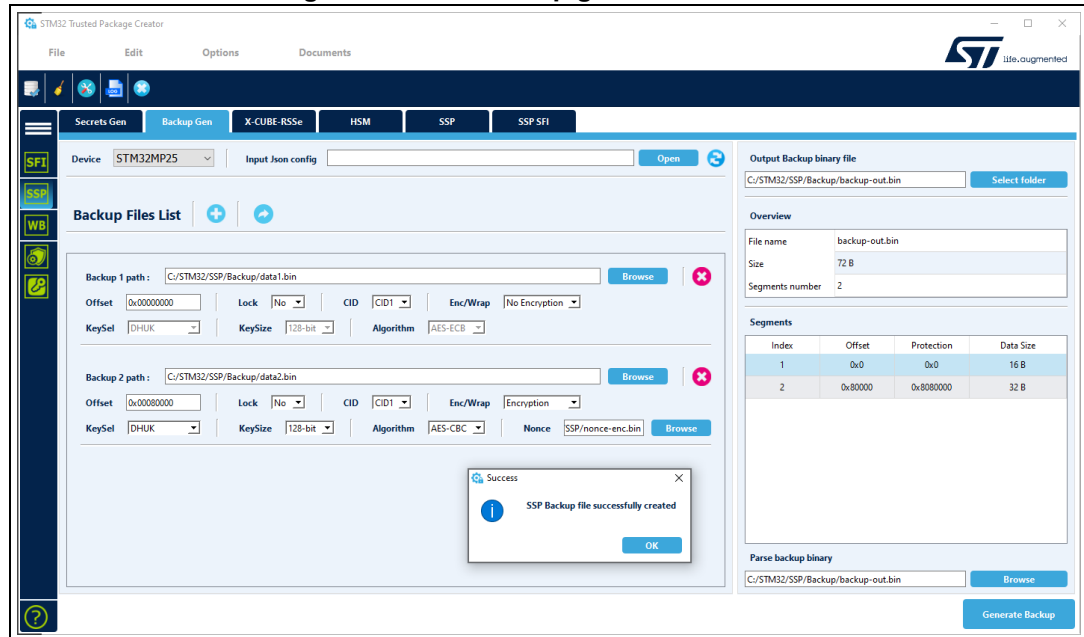 STM32 Trusted Package Creator
File Edit Options Documents
ST life.augmented
LOG
Secrets Gen Backup Gen X-CUBE-RSSe HSM SSP SSP SFI
SFI
SSP
WB
Device STM32MP25 Input Json config Open
Backup Files List
Backup 1 path : C:/STM32/SSP/Backup/data1.bin Browse
Offset 0x00000000 Lock No CID CID1 Enc/Wrap No Encryption
KeySel DHUK KeySize 128-bit Algorithm AES-ECB
Backup 2 path : C:/STM32/SSP/Backup/data2.bin Browse
Offset 0x00080000 Lock No CID CID1 Enc/Wrap Encryption
KeySel DHUK KeySize 128-bit Algorithm AES-CBC Nonce SSP/nonce-enc.bin Browse
Success
SSP Backup file successfully created
OK
Output Backup binary file
C:/STM32/SSP/Backup/backup-out.bin Select folder
Overview
File name backup-out.bin
Size 72 B
Segments number 2
Segments
Index Offset Protection Data Size
1 0x0 0x0 16 B
2 0x80000 0x8080000 32 B
Parse backup binary
C:/STM32/SSP/Backup/backup-out.bin Browse
Generate Backup